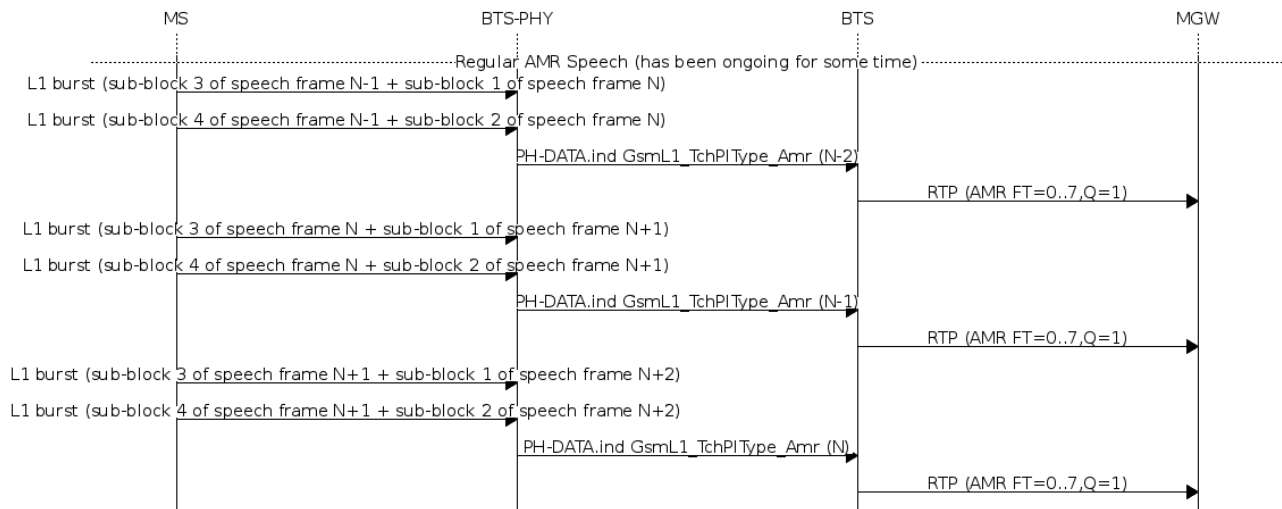 MS BTS-PHY BTS MGW
Regular AMR Speech (has been ongoing for some time)
L1 burst (sub-block 3 of speech frame N-1 + sub-block 1 of speech frame N)
L1 burst (sub-block 4 of speech frame N-1 + sub-block 2 of speech frame N)
PH-DATA.ind GsmL1_TchPlType_Amr (N-2)
RTP (AMR FT=0..7,Q=1)
L1 burst (sub-block 3 of speech frame N + sub-block 1 of speech frame N+1)
L1 burst (sub-block 4 of speech frame N + sub-block 2 of speech frame N+1)
PH-DATA.ind GsmL1_TchPlType_Amr (N-1)
RTP (AMR FT=0..7,Q=1)
L1 burst (sub-block 3 of speech frame N+1 + sub-block 1 of speech frame N+2)
L1 burst (sub-block 4 of speech frame N+1 + sub-block 2 of speech frame N+2)
PH-DATA.ind GsmL1_TchPlType_Amr (N)
RTP (AMR FT=0..7,Q=1)